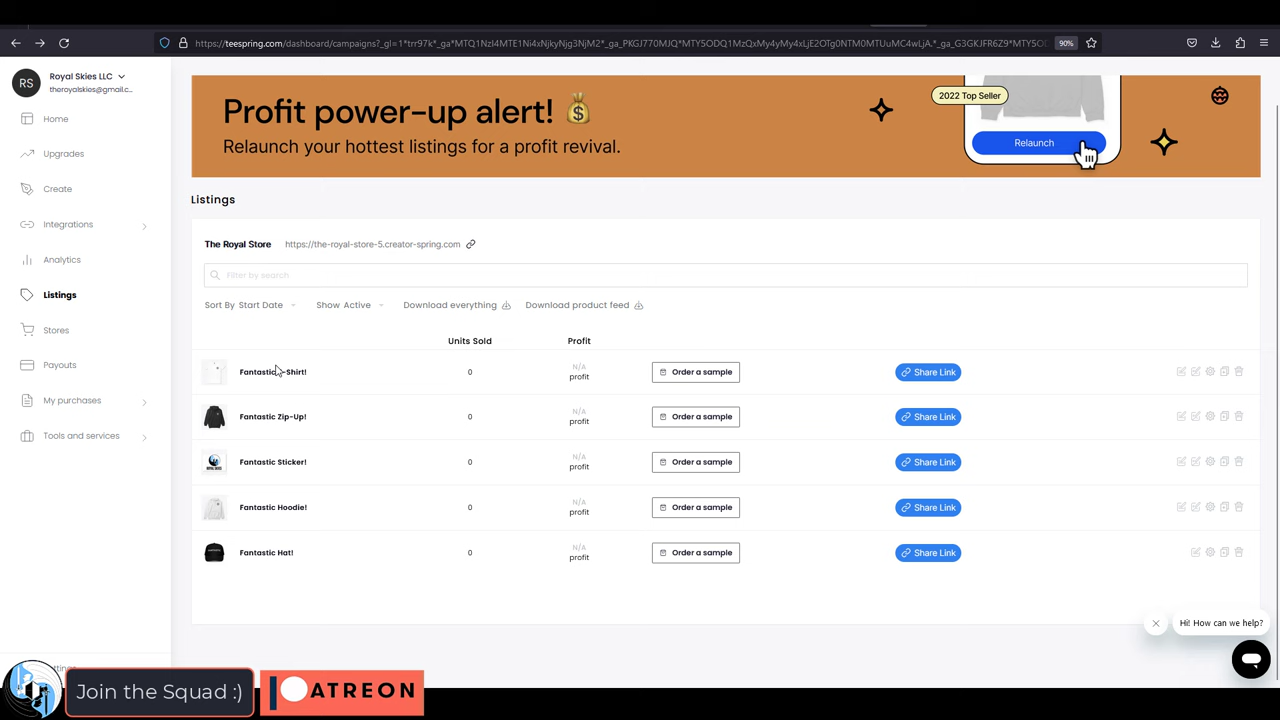 https://teespring.com/dashboard/campaigns?_gl=1*trr97k*_ga*MTQ1NzI4MTE1Ni4xNjkyNjg3NjM2*_ga_PKGJ770MJQ*MTY5ODQ1MzQxMy4yMy4xLjE2OTg0NTM0MTUuMC4wLjA.*_ga_G3GKJFR6Z9*MTY5OD
90%
RS
Royal Skies LLC
theroyalskies@gmail.c...
Home
Upgrades
Create
Integrations
Analytics
Listings
Stores
Payouts
My purchases
Tools and services
Profit power-up alert!
Relaunch your hottest listings for a profit revival.
2022 Top Seller
Relaunch
Listings
The Royal Store https://the-royal-store-5.creator-spring.com
Filter by search
Sort By Start Date Show Active Download everything Download product feed
Units Sold Profit
Fantastic -Shirt! 0 N/A profit Order a sample Share Link
Fantastic Zip-Up! 0 N/A profit Order a sample Share Link
Fantastic Sticker! 0 N/A profit Order a sample Share Link
Fantastic Hoodie! 0 N/A profit Order a sample Share Link
Fantastic Hat! 0 N/A profit Order a sample Share Link
Hi! How can we help?
Join the Squad :)
PATREON